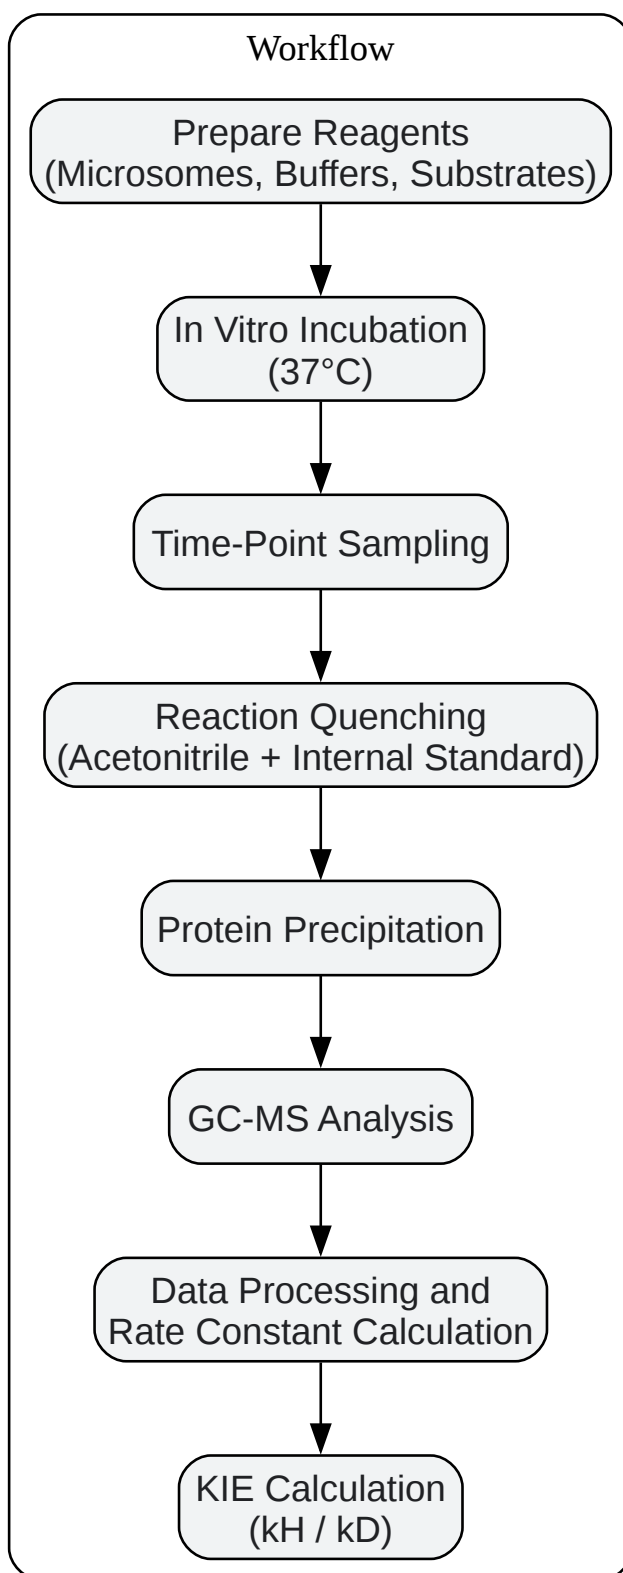 Workflow
Prepare Reagents
(Microsomes, Buffers, Substrates)
In Vitro Incubation
(37°C)
Time-Point Sampling
Reaction Quenching
(Acetonitrile + Internal Standard)
Protein Precipitation
GC-MS Analysis
Data Processing and
Rate Constant Calculation
KIE Calculation
(kH / kD)